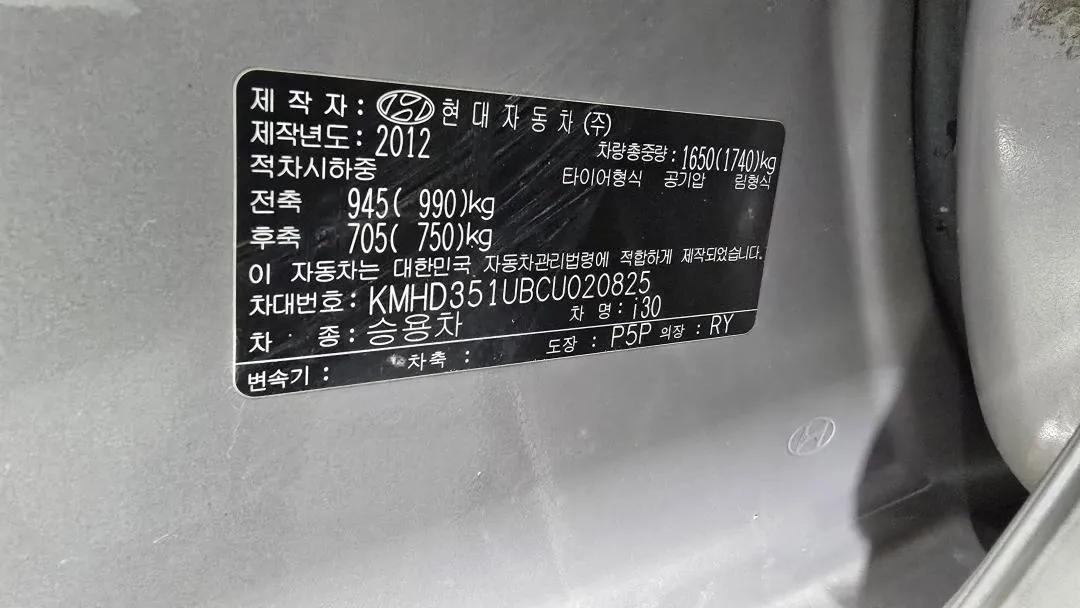 제 작 자 : 현 대 자 동 차 (주)
제작년도 : 2012 차량총중량 : 1650(1740)kg
적차시하중 타이어형식 공기압 림형식
전축 945( 990)kg
후축 705( 750)kg
이 자동차는 대한민국 자동차관리법령에 적합하게 제작되었습니다.
차대번호 : KMHD351UBCU020825
차 종 : 승용차 차 명 : i30
변속기 : 차축 : 도장 : P5P 의장 : RY